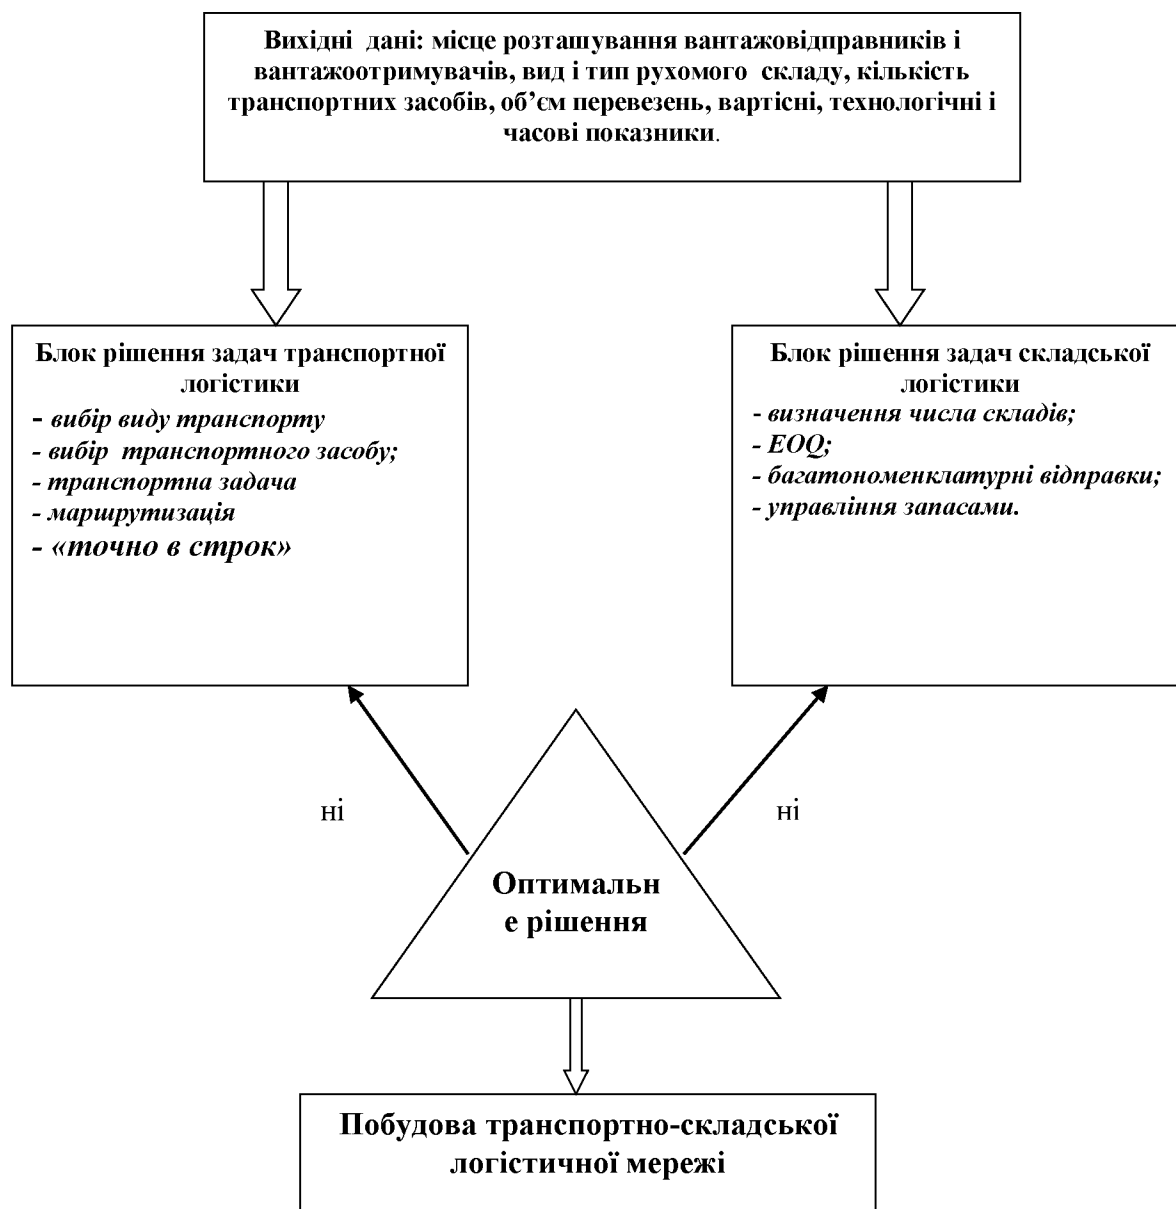 Вихідні дані: місце розташування вантажовідправників і
вантажоотримувачів, вид і тип рухомого складу, кількість
транспортних засобів, об’єм перевезень, вартісні, технологічні і
часові показники.
Блок рішення задач транспортної
логістики
- вибір виду транспорту
- вибір транспортного засобу;
- транспортна задача
- маршрутизація
- «точно в строк»
Блок рішення задач складської
логістики
- визначення числа складів;
- EOQ;
- багатономенклатурні відправки;
- управління запасами.
ні
ні
Оптимальн
е рішення
Побудова транспортно-складської
логістичної мережі